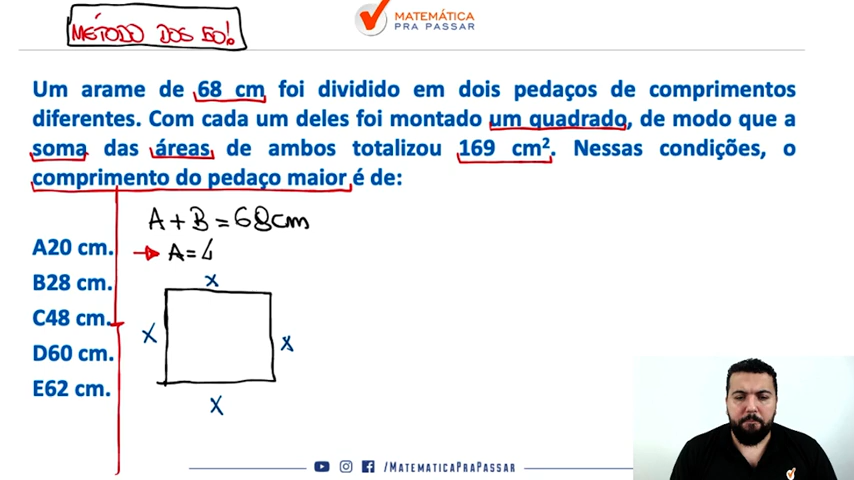 MÉTODO DOS 50!
MATEMÁTICA
PRA PASSAR
Um arame de 68 cm foi dividido em dois pedaços de comprimentos
diferentes. Com cada um deles foi montado um quadrado, de modo que a
soma das áreas de ambos totalizou 169 cm². Nessas condições, o
comprimento do pedaço maior é de:
A + B = 68cm
A20 cm.
A = 4
B28 cm.
x
C48 cm.
x
x
D60 cm.
E62 cm.
x
/MATEMATICAPRAPASSAR